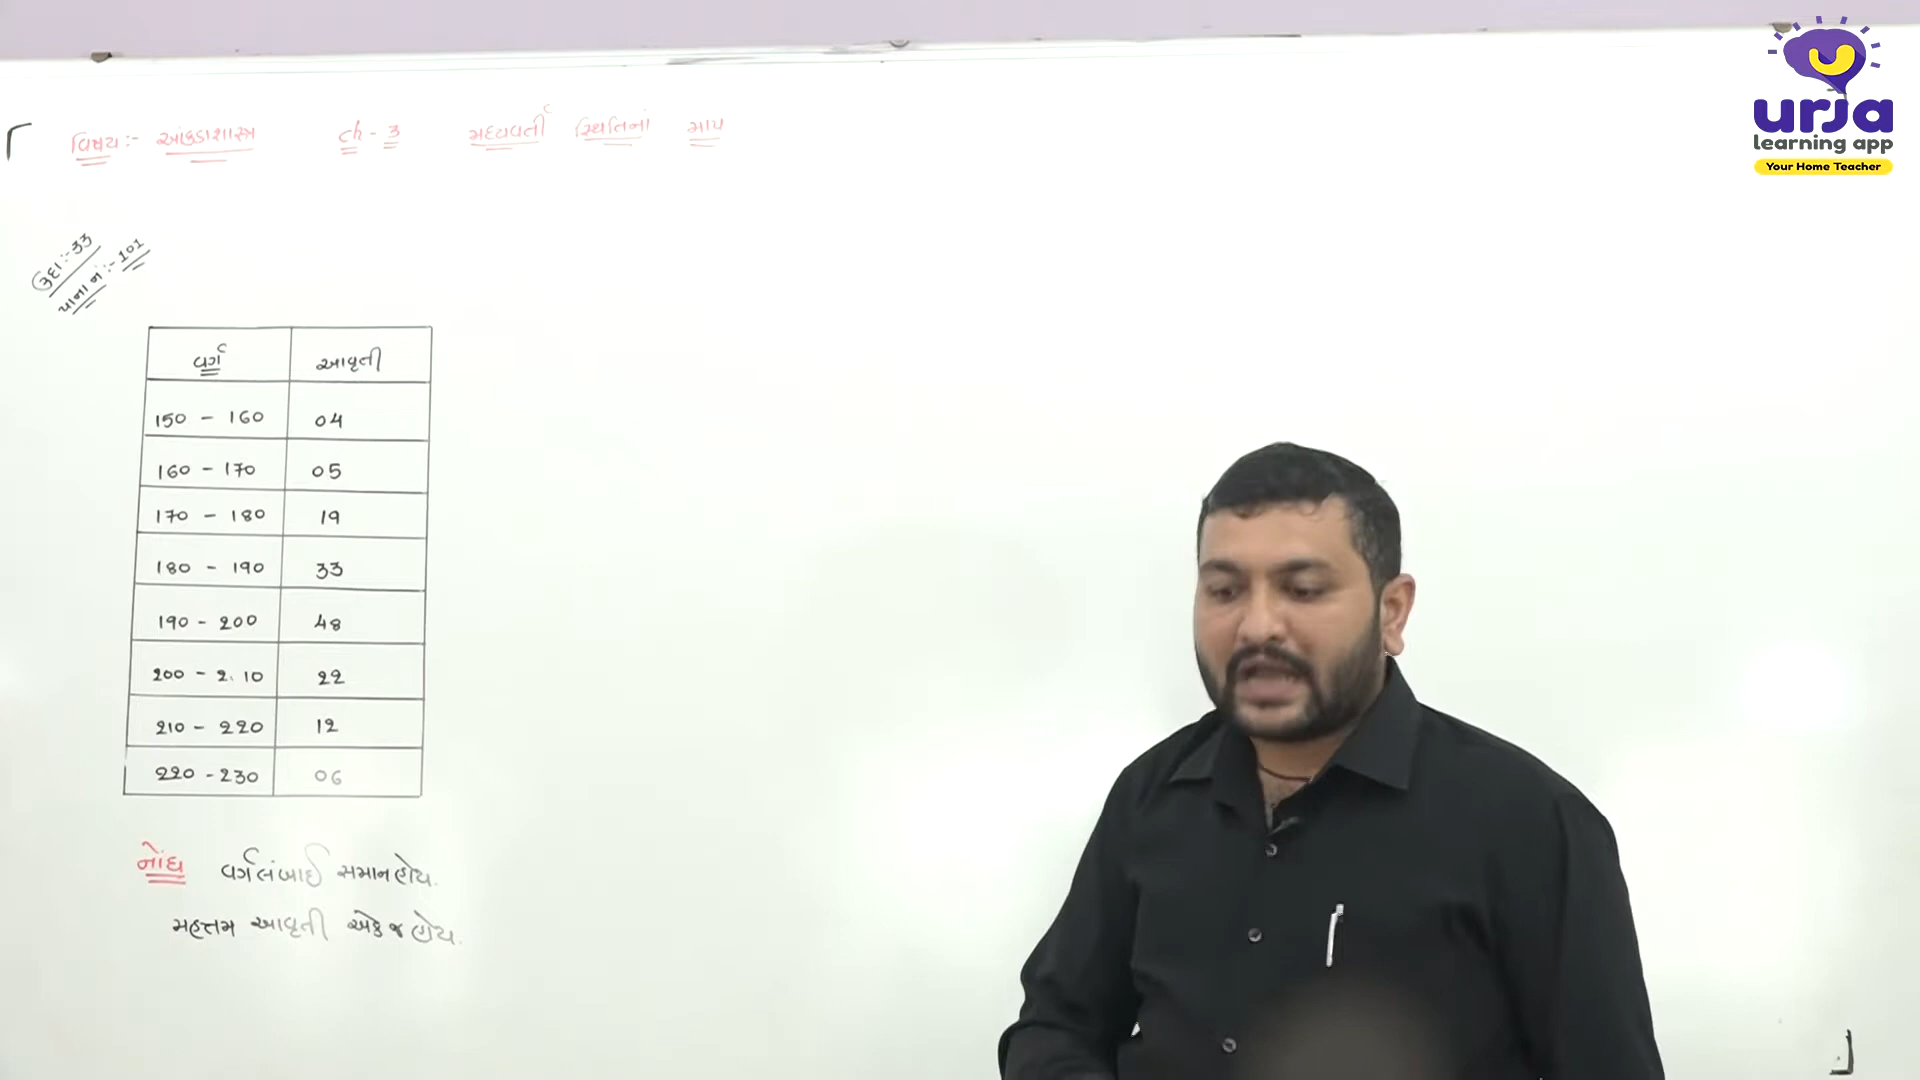 વિષય:- આંકડાશાસ્ત્ર ch - 3 મધ્યવર્તી સ્થિતિનાં માપ
ઉદા:-33
પાના નં:-101
વર્ગ આવૃતી
150 - 160 04
160 - 170 05
170 - 180 19
180 - 190 33
190 - 200 48
200 - 210 22
210 - 220 12
220 - 230 06
નોંધ વર્ગલંબાઈ સમાન હોય.
મહત્તમ આવૃતી એક જ હોય.
urja
learning app
Your Home Teacher